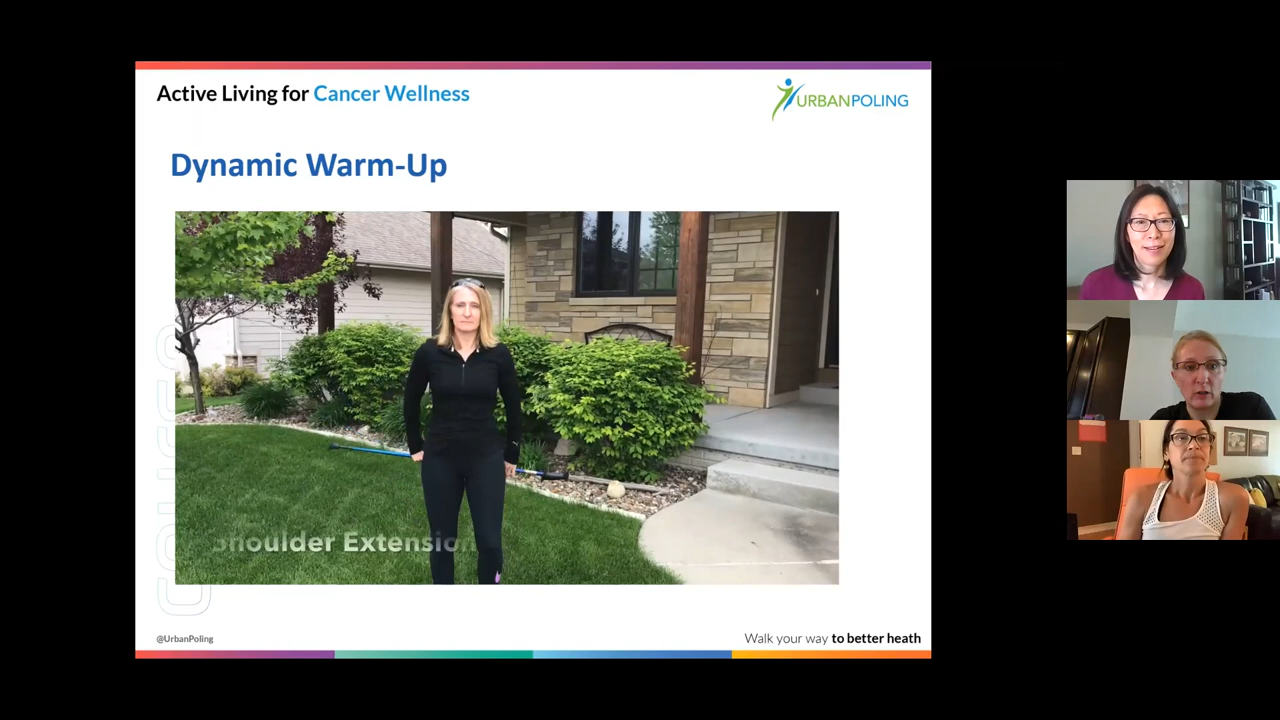 Active Living for Cancer Wellness
URBANPOLING
Dynamic Warm-Up
Shoulder Extension
@UrbanPoling
Walk your way to better heath